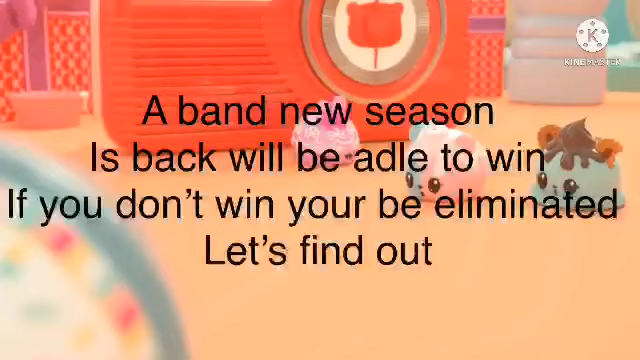 KINEMASTER
A band new season
Is back will be adle to win
If you don't win your be eliminated
Let's find out